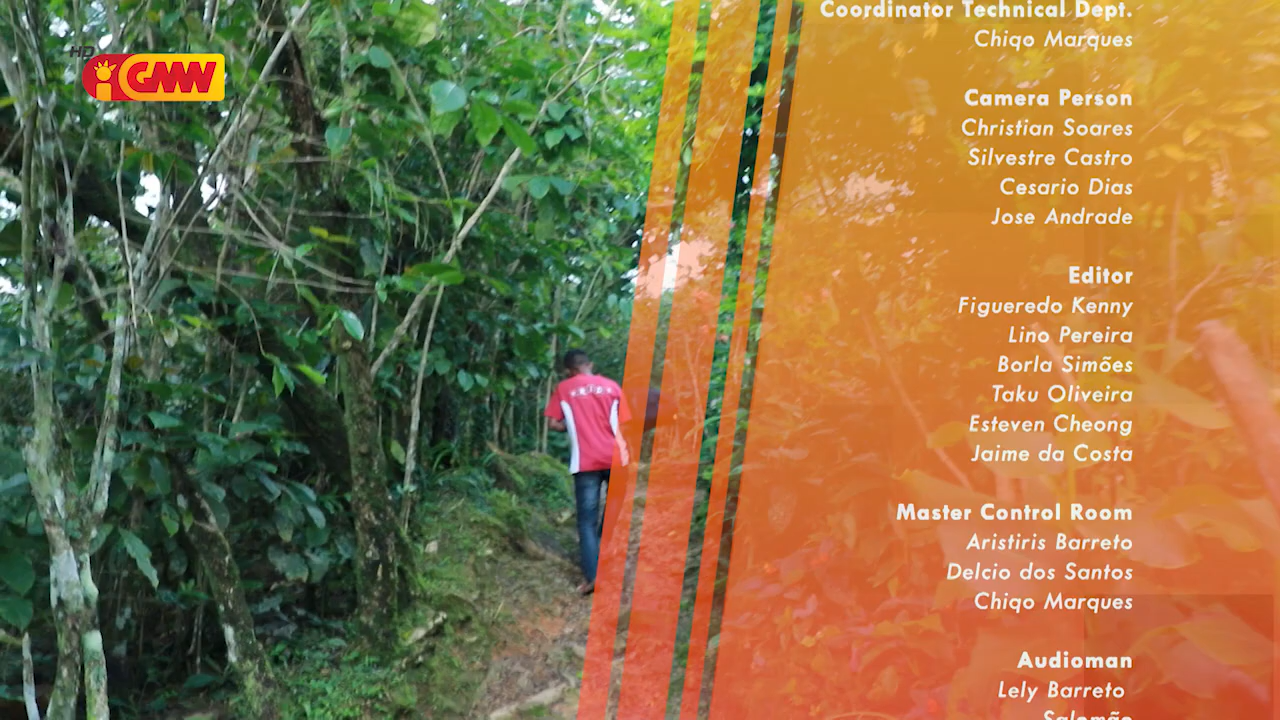 HD
GMN
Coordinator Technical Dept.
Chiqo Marques
Camera Person
Christian Soares
Silvestre Castro
Cesario Dias
Jose Andrade
Editor
Figueredo Kenny
Lino Pereira
Borla Simões
Taku Oliveira
Esteven Cheong
Jaime da Costa
Master Control Room
Aristiris Barreto
Delcio dos Santos
Chiqo Marques
Audioman
Lely Barreto
Salomão